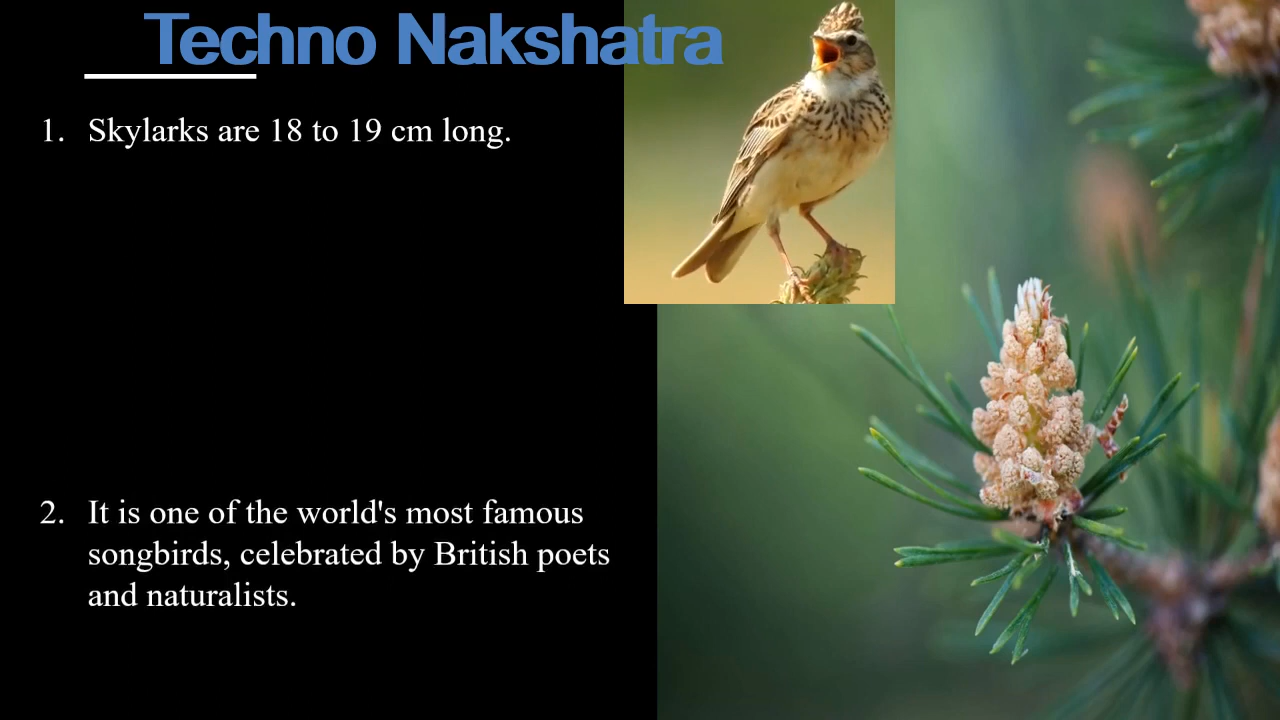 Techno Nakshatra
1. Skylarks are 18 to 19 cm long.
2. It is one of the world's most famous
songbirds, celebrated by British poets
and naturalists.